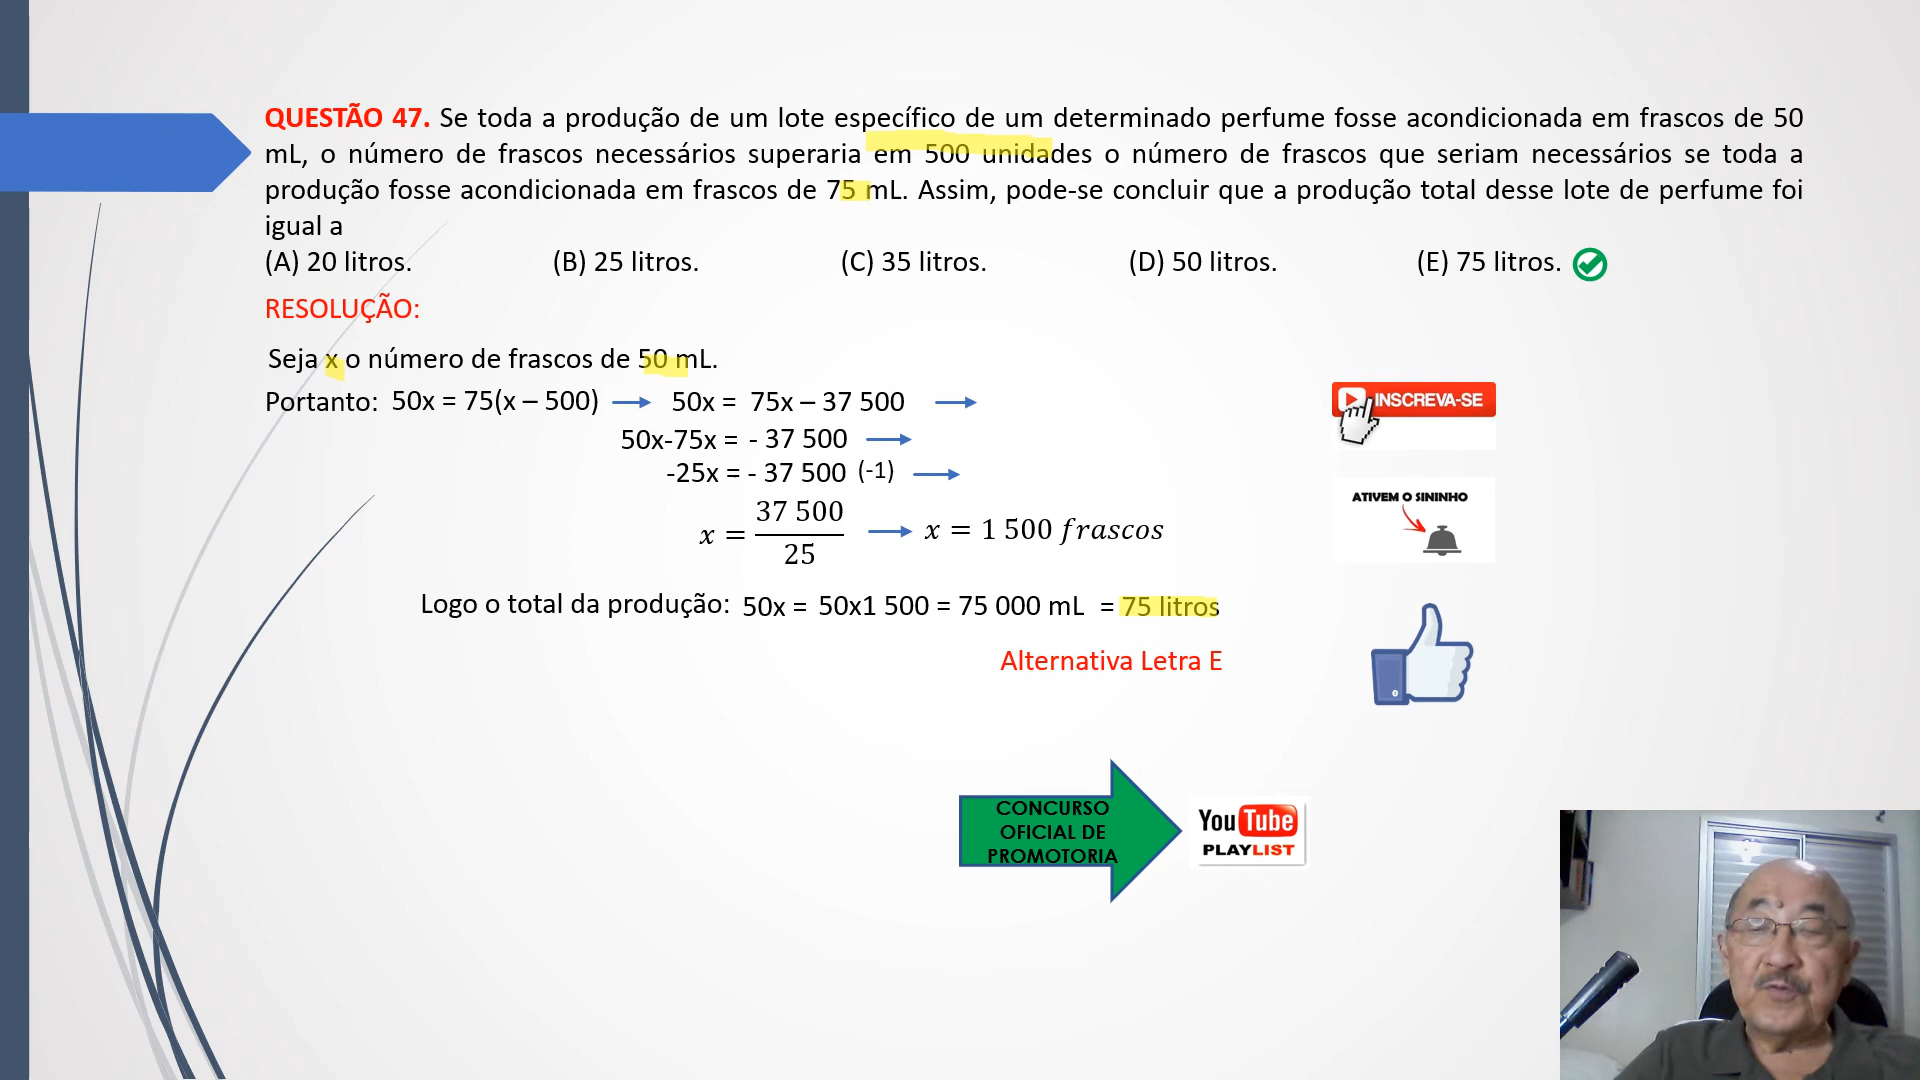 QUESTÃO 47. Se toda a produção de um lote específico de um determinado perfume fosse acondicionada em frascos de 50
mL, o número de frascos necessários superaria em 500 unidades o número de frascos que seriam necessários se toda a
produção fosse acondicionada em frascos de 75 mL. Assim, pode-se concluir que a produção total desse lote de perfume foi
igual a
(A) 20 litros. (B) 25 litros. (C) 35 litros. (D) 50 litros. (E) 75 litros.
RESOLUÇÃO:
Seja x o número de frascos de 50 mL.
Portanto: 50x = 75(x – 500) 50x = 75x – 37 500
INSCREVA-SE
50x-75x = - 37 500
-25x = - 37 500 (-1)
ATIVEM O SININHO
x = 37 500/25 x = 1 500 frascos
Logo o total da produção: 50x = 50x1 500 = 75 000 mL = 75 litros
Alternativa Letra E
CONCURSO
OFICIAL DE
PROMOTORIA
YouTube
PLAYLIST